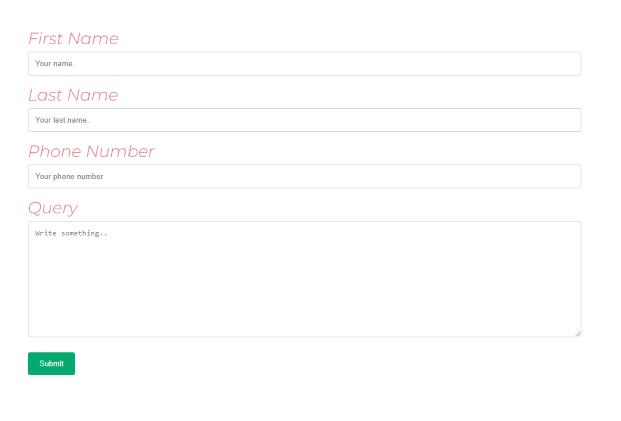 First Name
Your name..
Last Name
Your last name..
Phone Number
Your phone number
Query
Write something..
Submit